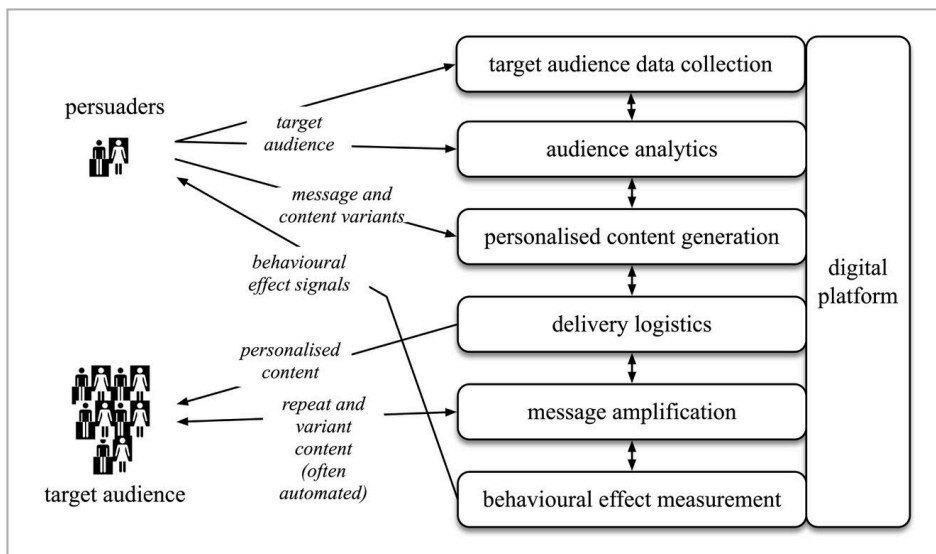 persuaders
target
audience
message and
content variants
behavioural
effect signals
personalised
content
repeat and
variant
content
(often
automated)
target audience
target audience data collection
audience analytics
personalised content generation
delivery logistics
message amplification
behavioural effect measurement
digital
platform